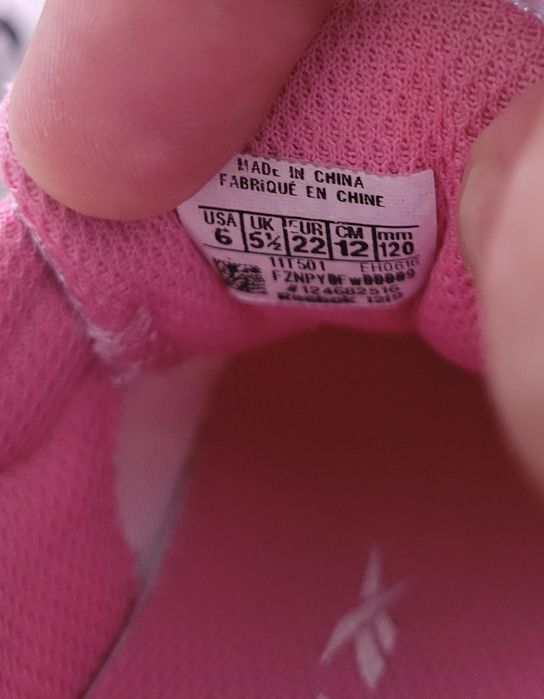 MADE IN CHINA
FABRIQUÉ EN CHINE
USA UK EUR CM mm
6 5½ 22 12 120
11T501 EH0616
#124682516
Reebok 1219